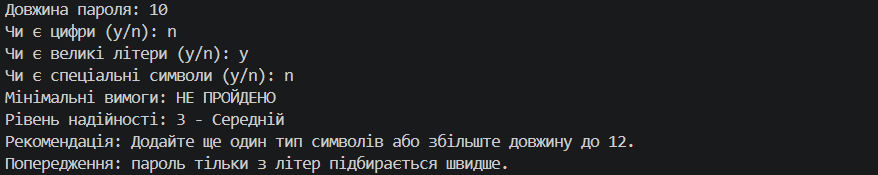 Довжина пароля: 10
Чи є цифри (y/n): n
Чи є великі літери (y/n): y
Чи є спеціальні символи (y/n): n
Мінімальні вимоги: НЕ ПРОЙДЕНО
Рівень надійності: 3 - Середній
Рекомендація: Додайте ще один тип символів або збільште довжину до 12.
Попередження: пароль тільки з літер підбирається швидше.